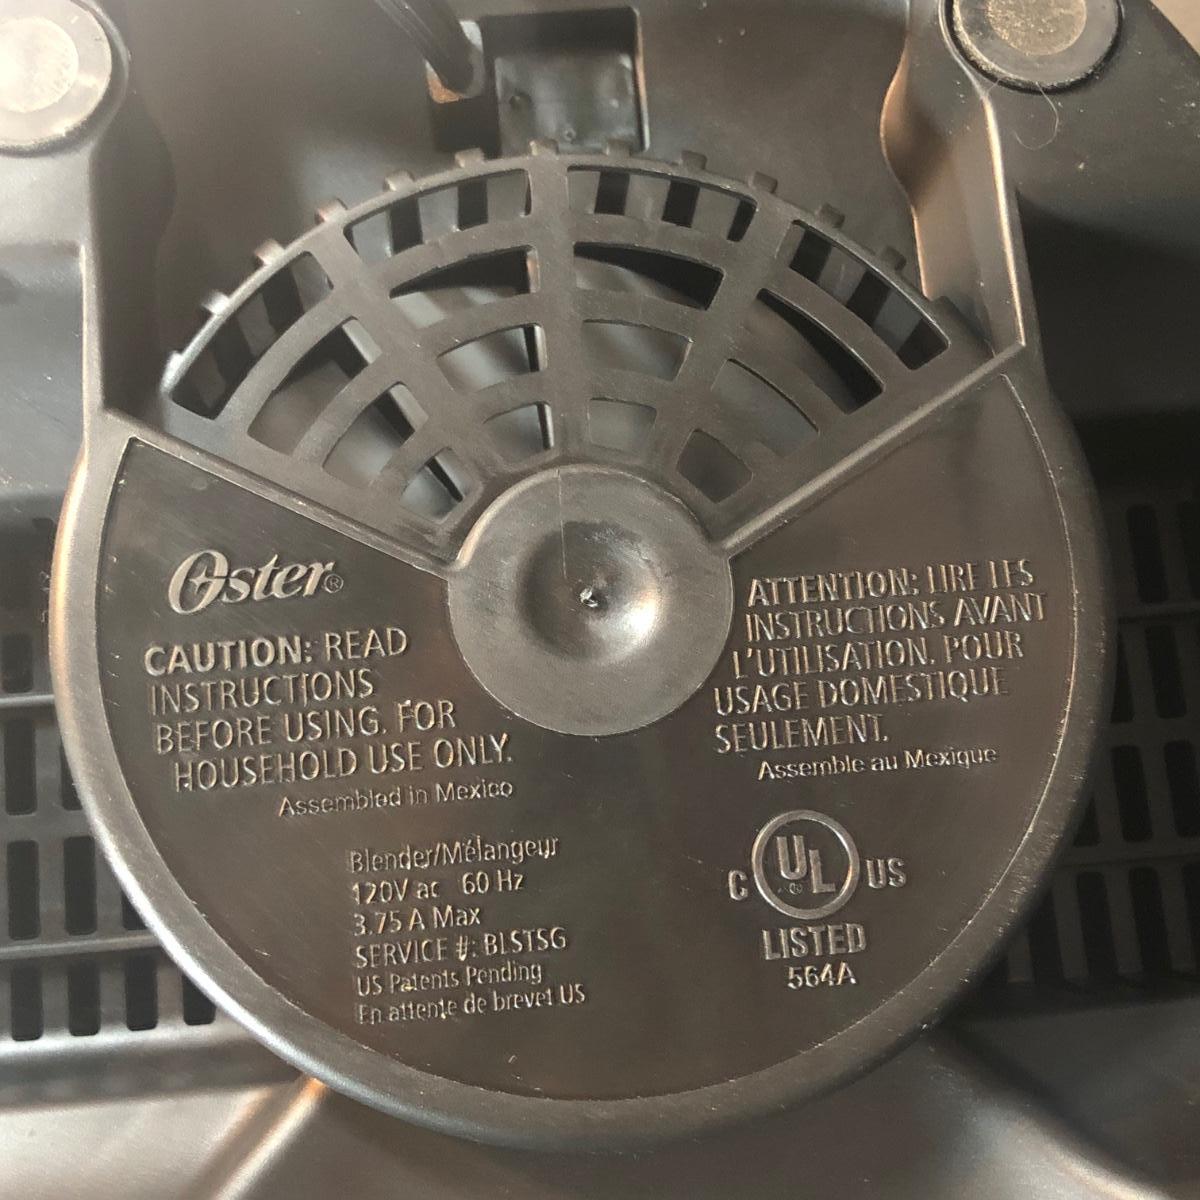 Oster®
CAUTION: READ
INSTRUCTIONS
BEFORE USING. FOR
HOUSEHOLD USE ONLY.
Assembled in Mexico
Blender/Mélangeur
120V ac 60 Hz
3.75 A Max
SERVICE #: BLSTSG
US Patents Pending
En attente de brevet US
ATTENTION: LIRE LES
INSTRUCTIONS AVANT
L'UTILISATION. POUR
USAGE DOMESTIQUE
SEULEMENT.
Assemble au Mexique
C UL® US
LISTED
564A